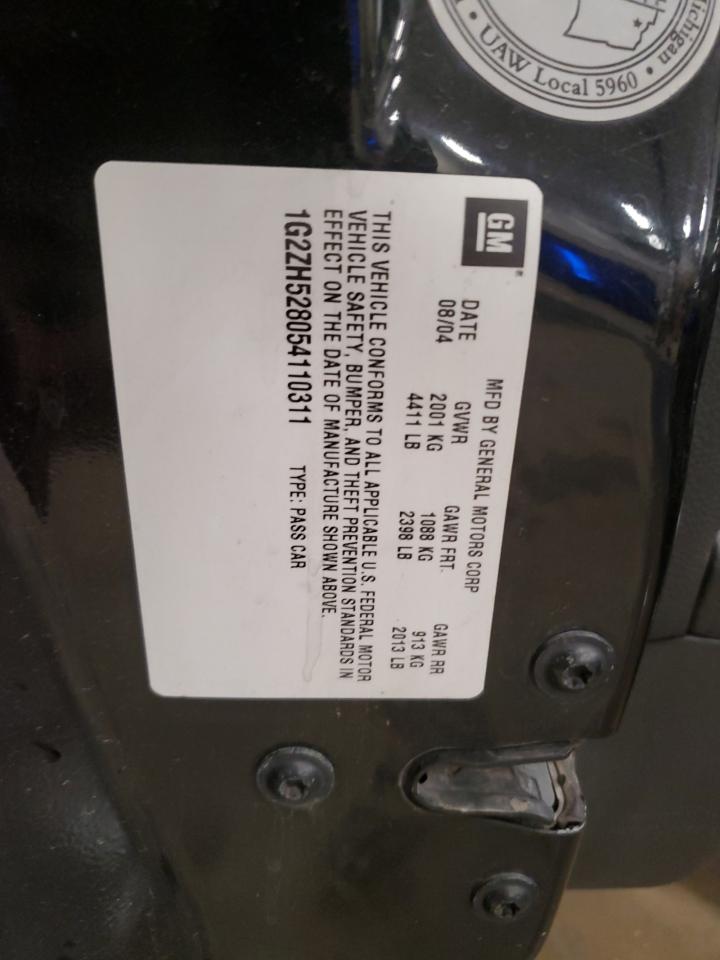 Michigan
• UAW Local 5960 •
GM
MFD BY GENERAL MOTORS CORP
DATE GVWR GAWR FRT. GAWR RR
08/04 2001 KG 1088 KG 913 KG
4411 LB 2398 LB 2013 LB
THIS VEHICLE CONFORMS TO ALL APPLICABLE U.S. FEDERAL MOTOR
VEHICLE SAFETY, BUMPER, AND THEFT PREVENTION STANDARDS IN
EFFECT ON THE DATE OF MANUFACTURE SHOWN ABOVE.
1G2ZH528054110311 TYPE: PASS CAR